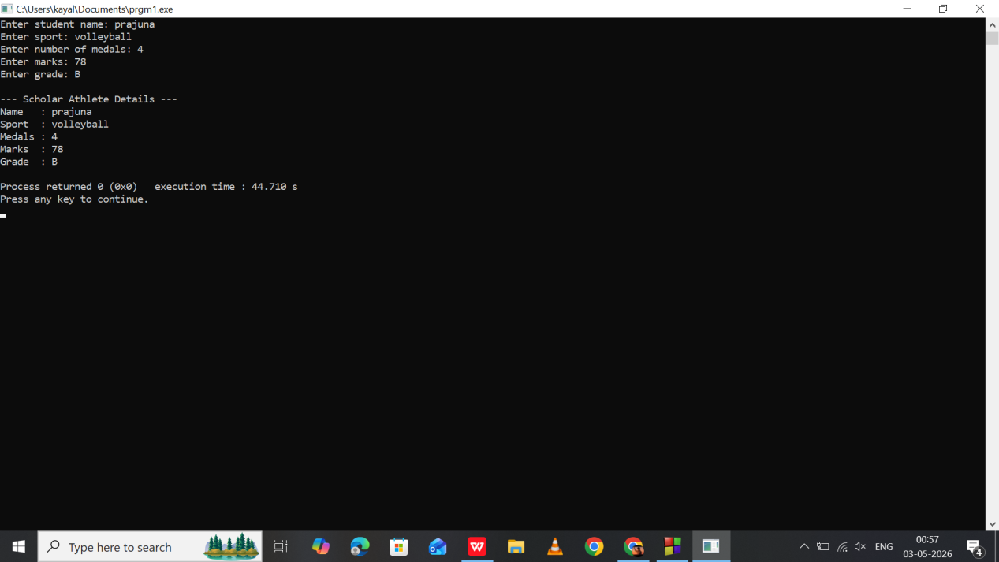 C:\Users\kayal\Documents\prgm1.exe
Enter student name: prajuna
Enter sport: volleyball
Enter number of medals: 4
Enter marks: 78
Enter grade: B
--- Scholar Athlete Details ---
Name   : prajuna
Sport  : volleyball
Medals : 4
Marks  : 78
Grade  : B
Process returned 0 (0x0)   execution time : 44.710 s
Press any key to continue.
Type here to search
W
ENG
00:57
03-05-2026
4